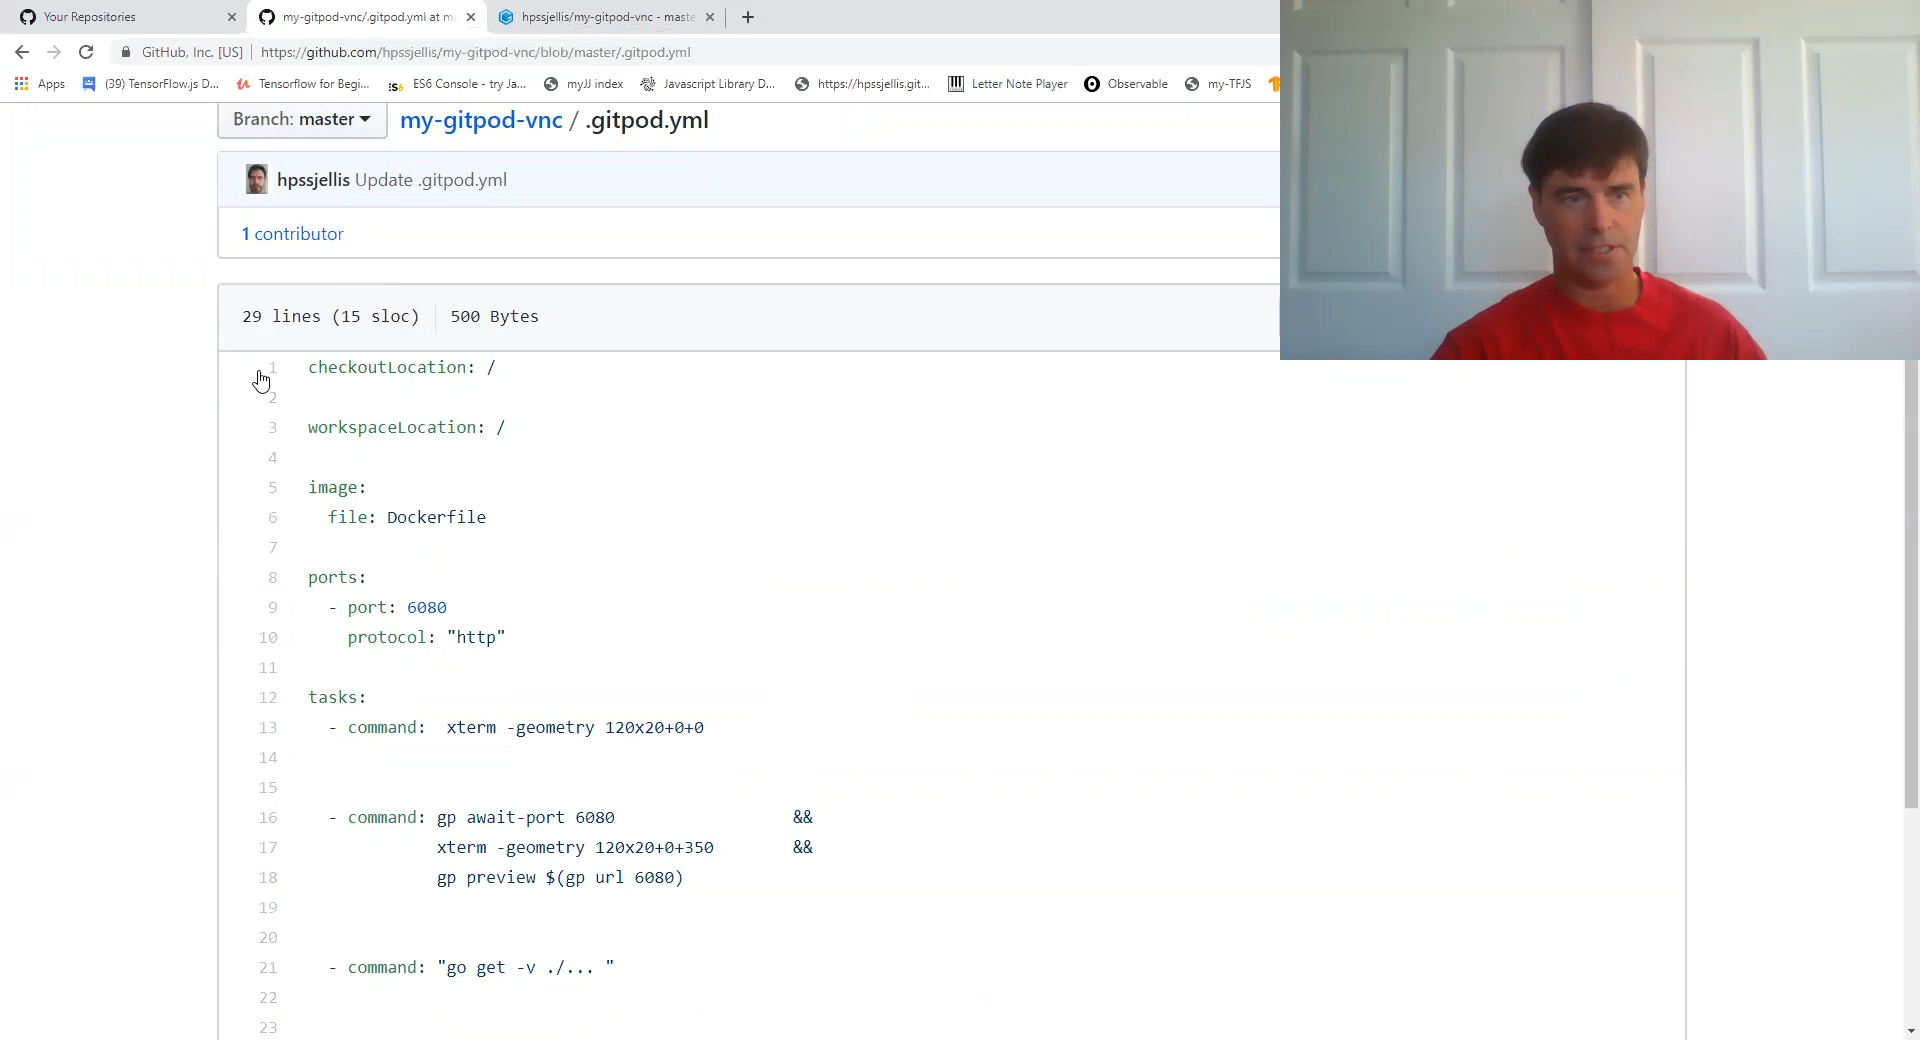 Your Repositories
my-gitpod-vnc/.gitpod.yml at m
hpssjellis/my-gitpod-vnc - maste
GitHub, Inc. [US]
https://github.com/hpssjellis/my-gitpod-vnc/blob/master/.gitpod.yml
Apps
(39) TensorFlow.js D...
Tensorflow for Begi...
JS6
ES6 Console - try Ja...
myJJ index
Javascript Library D...
https://hpssjellis.git...
Letter Note Player
Observable
my-TFJS
Branch: master
my-gitpod-vnc / .gitpod.yml
hpssjellis Update .gitpod.yml
1 contributor
29 lines (15 sloc)
500 Bytes
1 checkoutLocation: /
2
3 workspaceLocation: /
4
5 image:
6 file: Dockerfile
7
8 ports:
9 - port: 6080
10 protocol: "http"
11
12 tasks:
13 - command: xterm -geometry 120x20+0+0
14
15
16 - command: gp await-port 6080 &&
17 xterm -geometry 120x20+0+350 &&
18 gp preview $(gp url 6080)
19
20
21 - command: "go get -v ./... "
22
23